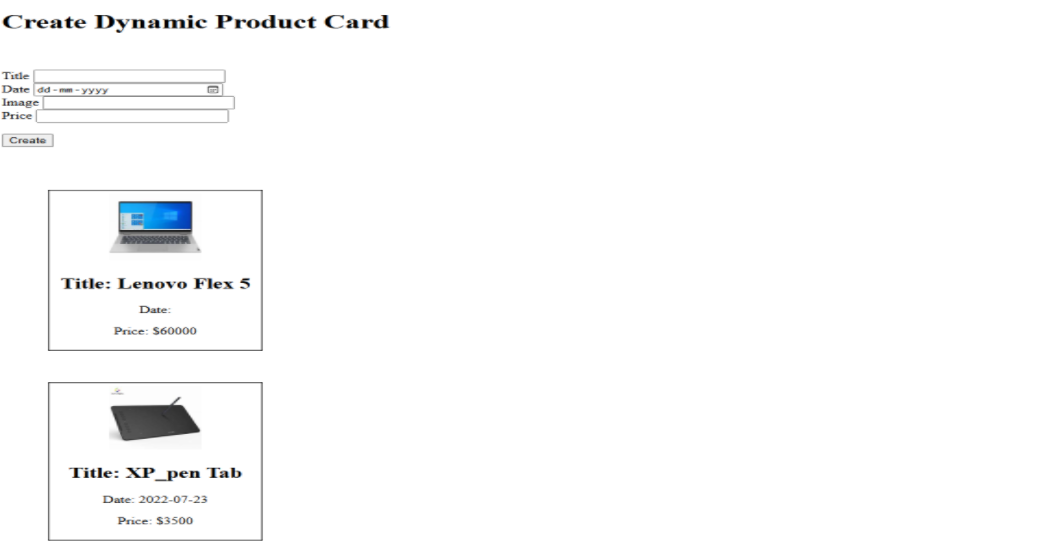 Create Dynamic Product Card
Title
Date dd-mm-yyyy
Image
Price
Create
Title: Lenovo Flex 5
Date:
Price: $60000
Title: XP_pen Tab
Date: 2022-07-23
Price: $3500